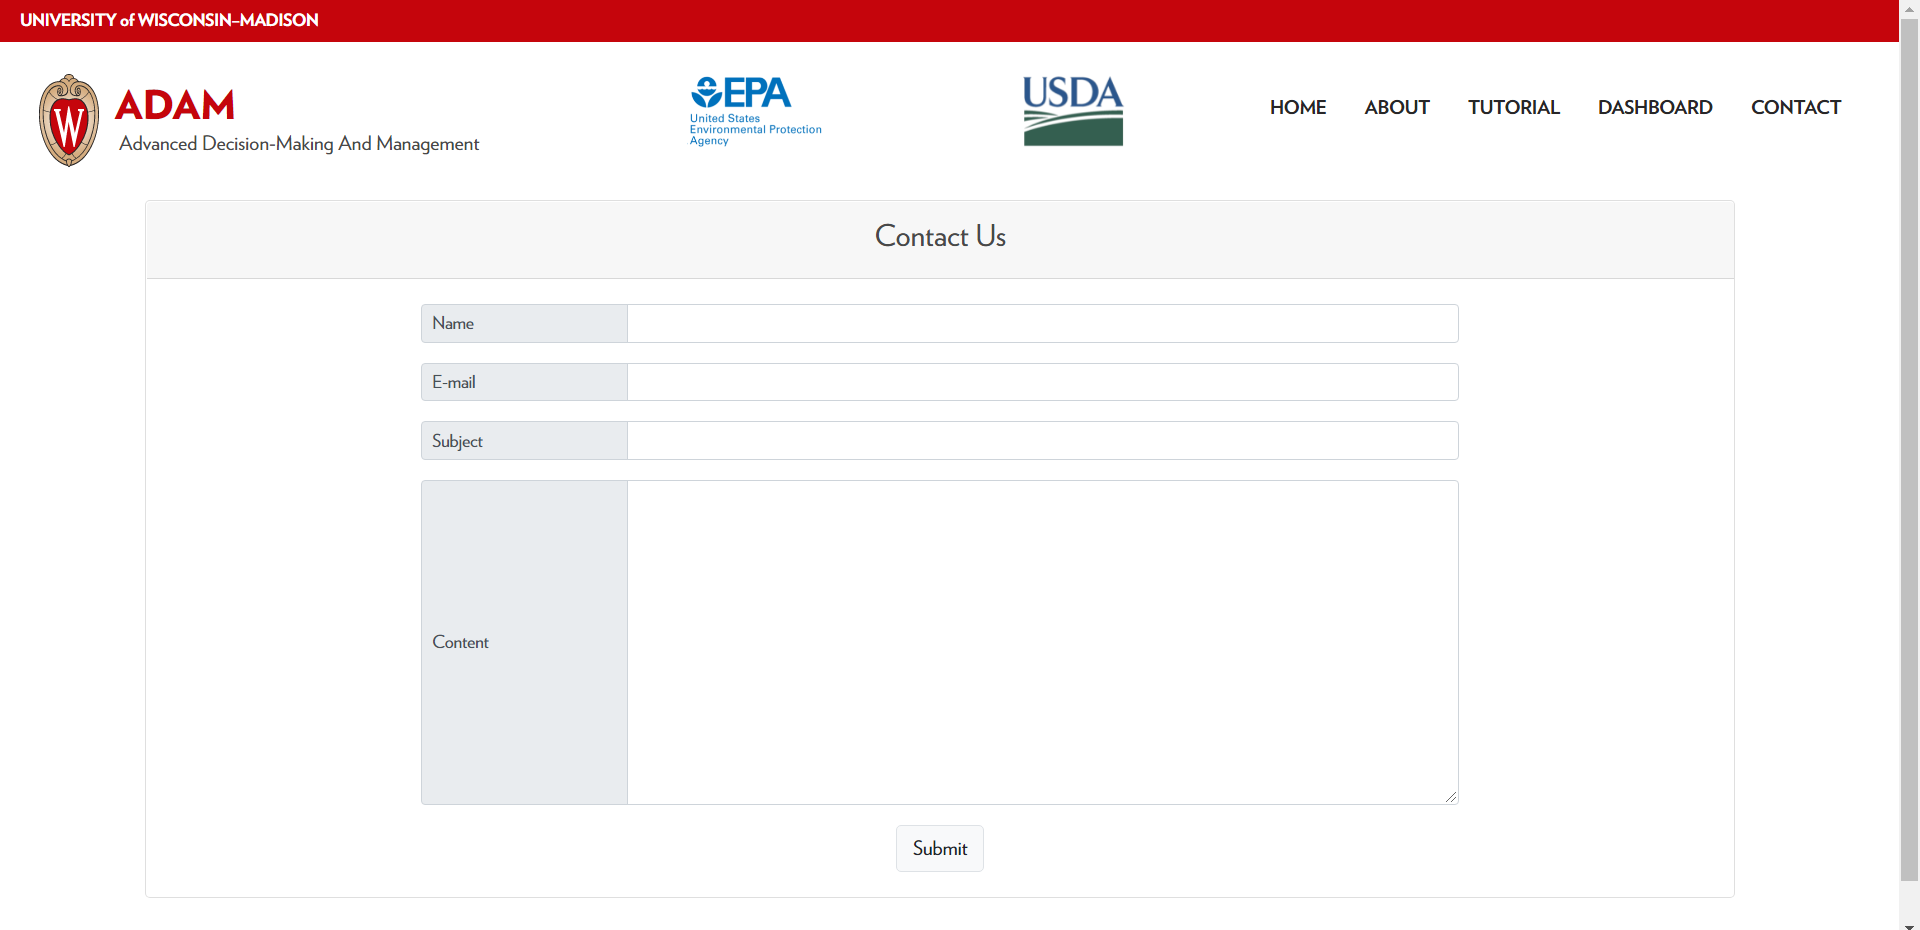 UNIVERSITY of WISCONSIN–MADISON
W
ADAM
Advanced Decision-Making And Management
EPA
United States
Environmental Protection
Agency
USDA
HOME ABOUT TUTORIAL DASHBOARD CONTACT
Contact Us
Name
E-mail
Subject
Content
Submit